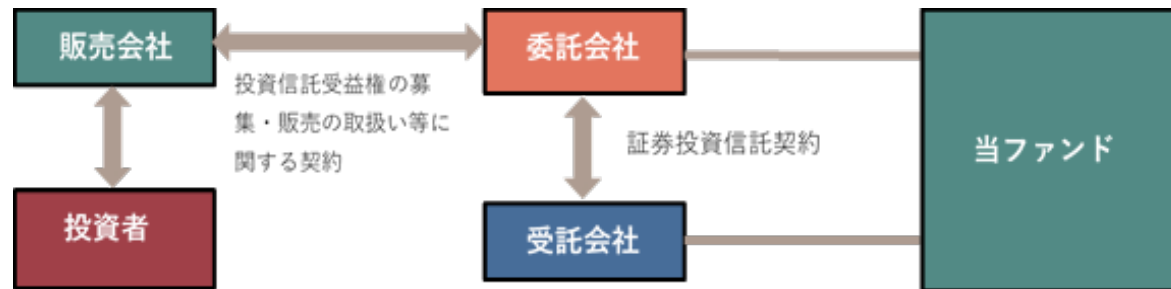 販売会社
投資信託受益権の募
集・販売の取扱い等に
関する契約
投資者
委託会社
証券投資信託契約
受託会社
当ファンド